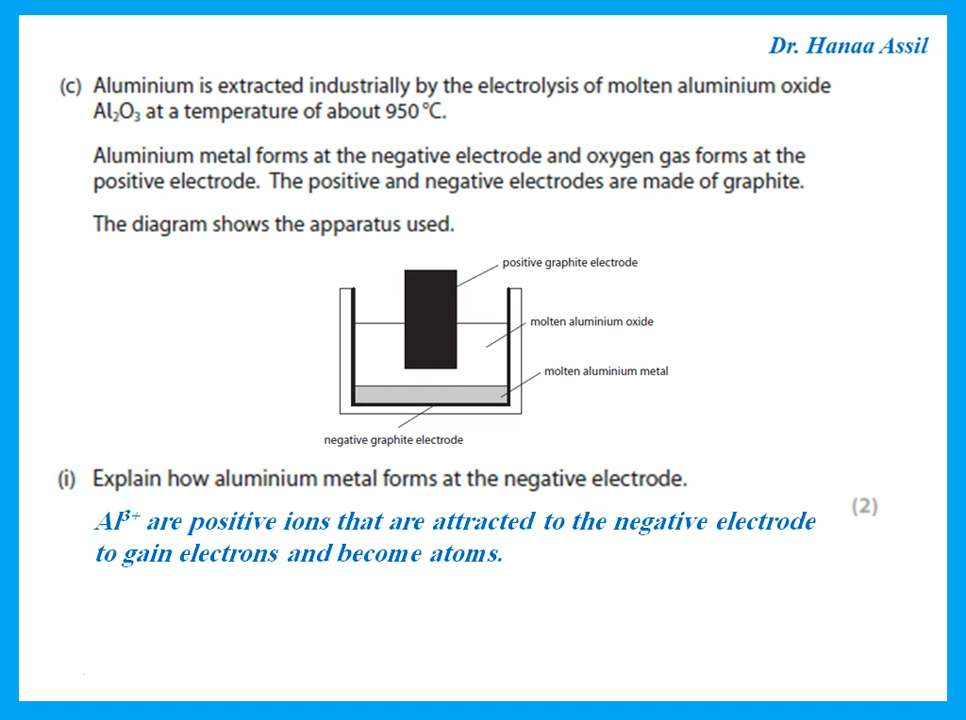 Dr. Hanaa Assil
(c) Aluminium is extracted industrially by the electrolysis of molten aluminium oxide
Al₂O₃ at a temperature of about 950 °C.
Aluminium metal forms at the negative electrode and oxygen gas forms at the
positive electrode. The positive and negative electrodes are made of graphite.
The diagram shows the apparatus used.
positive graphite electrode
molten aluminium oxide
molten aluminium metal
negative graphite electrode
(i) Explain how aluminium metal forms at the negative electrode.
(2)
Al³⁺ are positive ions that are attracted to the negative electrode
to gain electrons and become atoms.